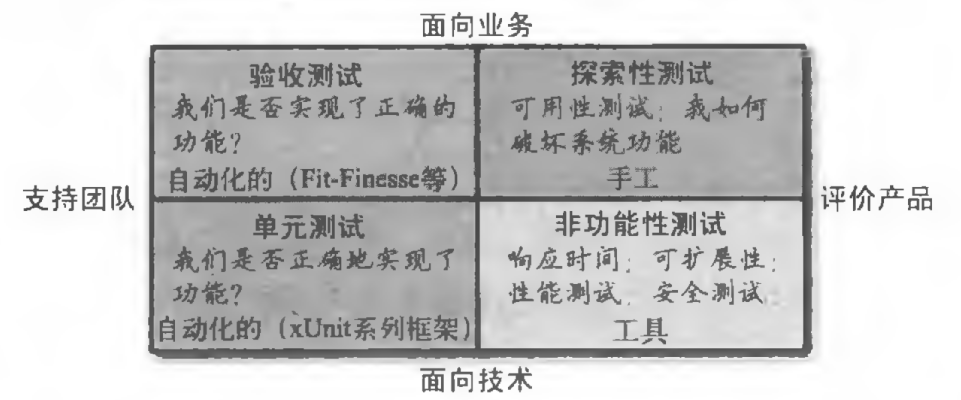 面向业务
验收测试
我们是否实现了正确的
功能?
自动化的（Fit-Finesse等）
探索性测试
可用性测试；我如何
破坏系统功能
手工
支持团队
评价产品
单元测试
我们是否正确地实现了
功能?
自动化的（xUnit系列框架）
非功能性测试
响应时间；可扩展性；
性能测试；安全测试
工具
面向技术